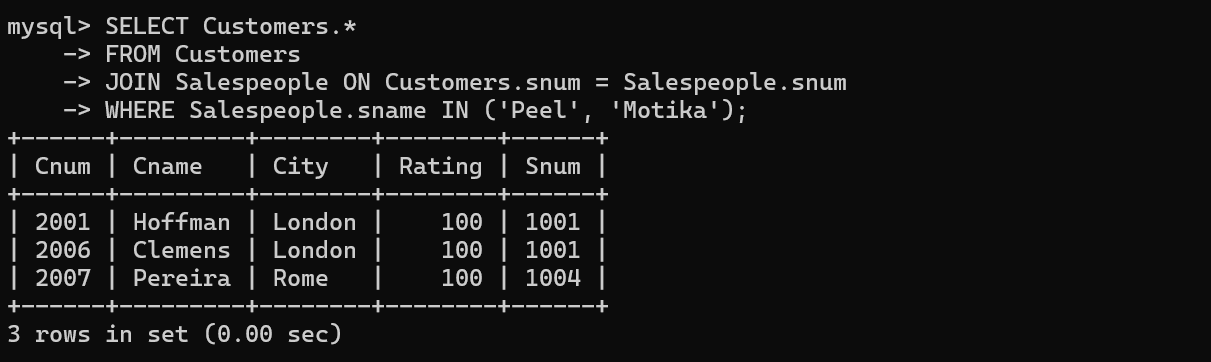 mysql> SELECT Customers.*
    -> FROM Customers
    -> JOIN Salespeople ON Customers.snum = Salespeople.snum
    -> WHERE Salespeople.sname IN ('Peel', 'Motika');
+------+---------+--------+--------+------+
| Cnum | Cname   | City   | Rating | Snum |
+------+---------+--------+--------+------+
| 2001 | Hoffman | London |    100 | 1001 |
| 2006 | Clemens | London |    100 | 1001 |
| 2007 | Pereira | Rome   |    100 | 1004 |
+------+---------+--------+--------+------+
3 rows in set (0.00 sec)